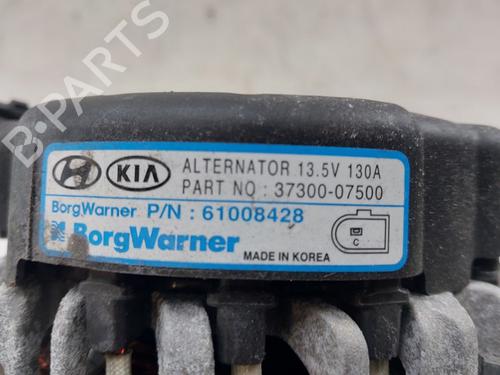 B-PARTS
KIA ALTERNATOR 13.5V 130A
PART NO : 37300-07500
BorgWarner P/N : 61008428
BorgWarner
C
MADE IN KOREA